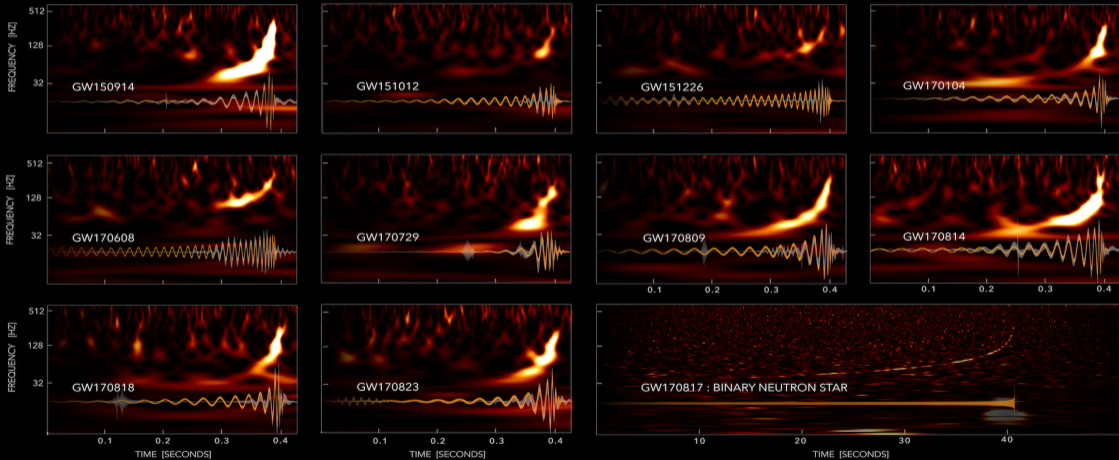 FREQUENCY [HZ]
512
128
32
GW150914
GW151012
GW151226
GW170104
FREQUENCY [HZ]
512
128
32
GW170608
GW170729
GW170809
GW170814
0.1 0.2 0.3 0.4
0.1 0.2 0.3 0.4
FREQUENCY [HZ]
512
128
32
GW170818
GW170823
GW170817 : BINARY NEUTRON STAR
0.1 0.2 0.3 0.4
0.1 0.2 0.3 0.4
10 20 30 40
TIME [SECONDS]
TIME [SECONDS]
TIME [SECONDS]